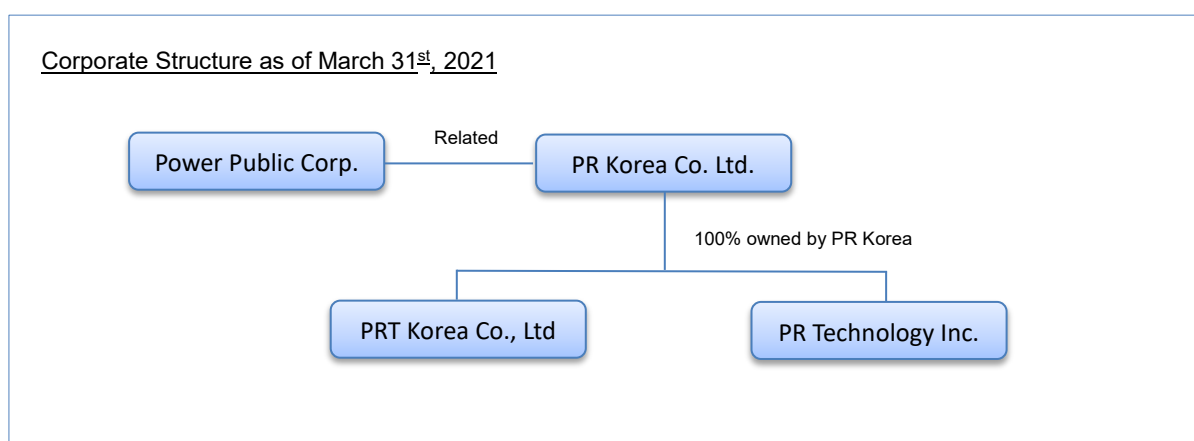 Corporate Structure as of March 31st, 2021
Related
Power Public Corp.
PR Korea Co. Ltd.
100% owned by PR Korea
PRT Korea Co., Ltd
PR Technology Inc.